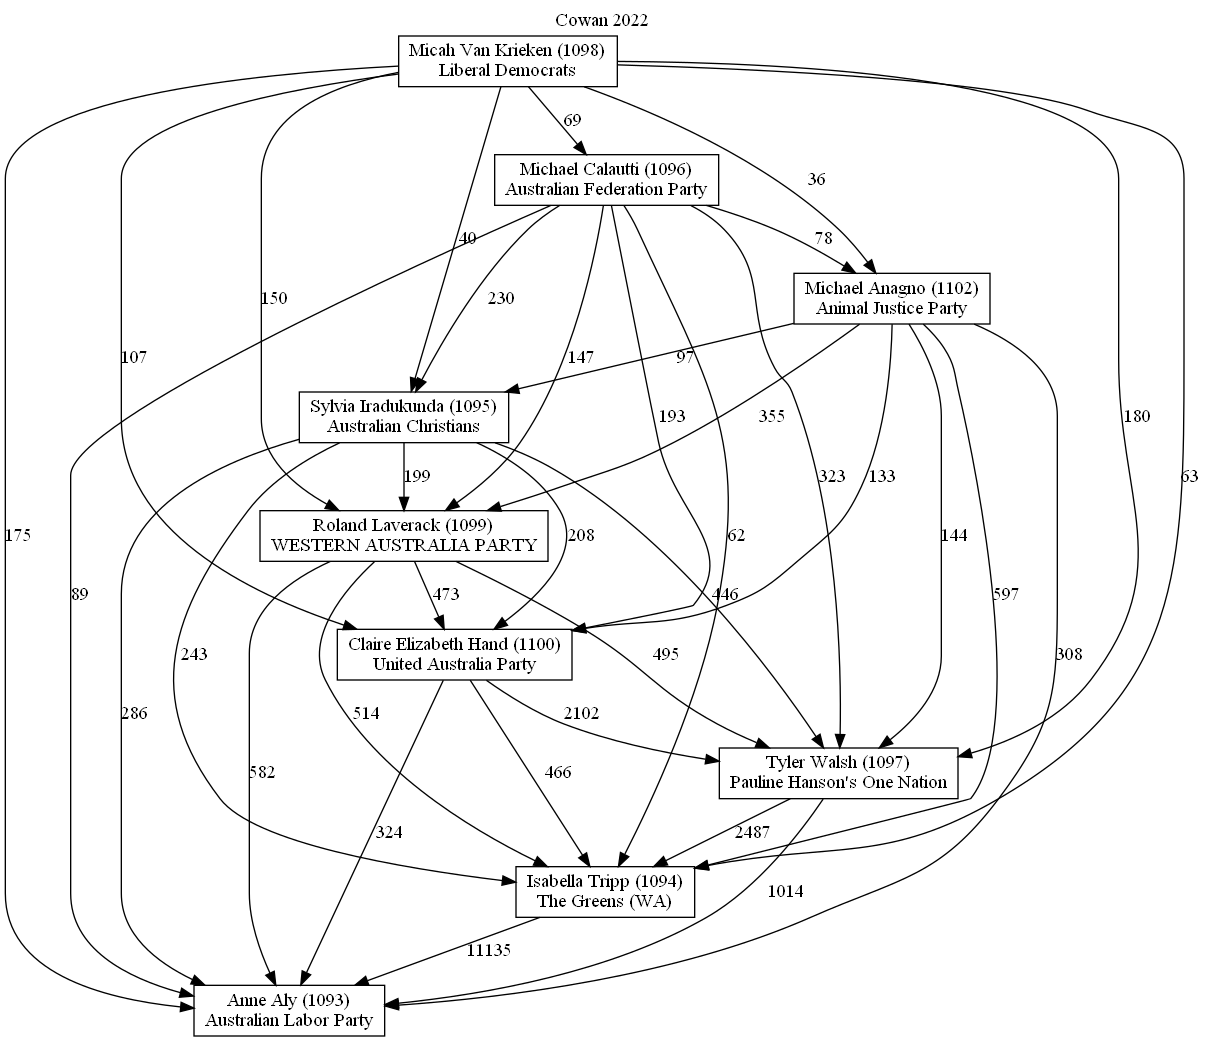 Cowan 2022
Micah Van Krieken (1098)
Liberal Democrats
69
Michael Calautti (1096)
Australian Federation Party
36
40
78
Michael Anagno (1102)
Animal Justice Party
150
230
107
147
97
Sylvia Iradukunda (1095)
Australian Christians
193
355
180
199
323
133
63
Roland Laverack (1099)
WESTERN AUSTRALIA PARTY
175
208
62
144
89
473
446
597
Claire Elizabeth Hand (1100)
United Australia Party
243
495
308
286
514
2102
Tyler Walsh (1097)
Pauline Hanson's One Nation
582
466
324
2487
Isabella Tripp (1094)
The Greens (WA)
1014
11135
Anne Aly (1093)
Australian Labor Party